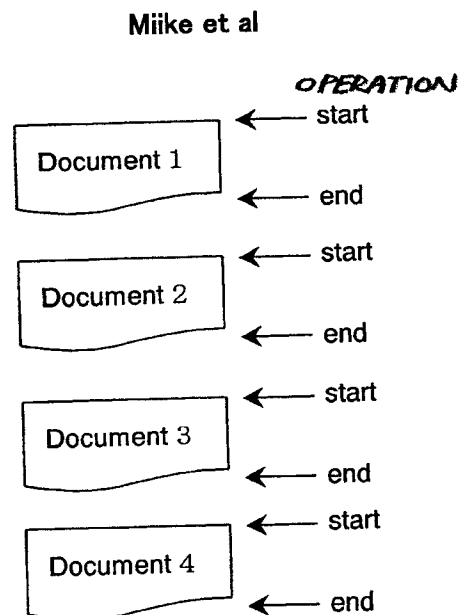 Miike et al
OPERATION
start
Document 1
end
start
Document 2
end
start
Document 3
end
start
Document 4
end